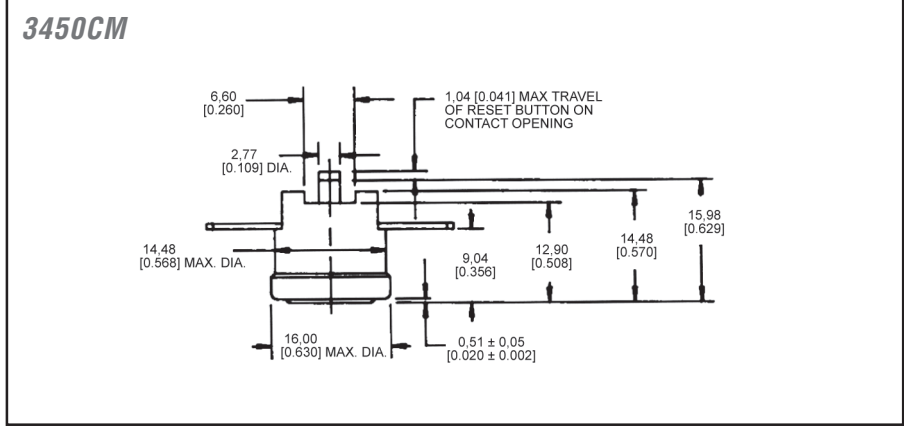 3450CM
6,60
[0.260]
1,04 [0.041] MAX TRAVEL
OF RESET BUTTON ON
CONTACT OPENING
2,77
[0.109] DIA.
14,48
[0.568] MAX. DIA.
9,04
[0.356]
12,90
[0.508]
14,48
[0.570]
15,98
[0.629]
16,00
[0.630] MAX. DIA.
0,51 ± 0,05
[0.020 ± 0.002]